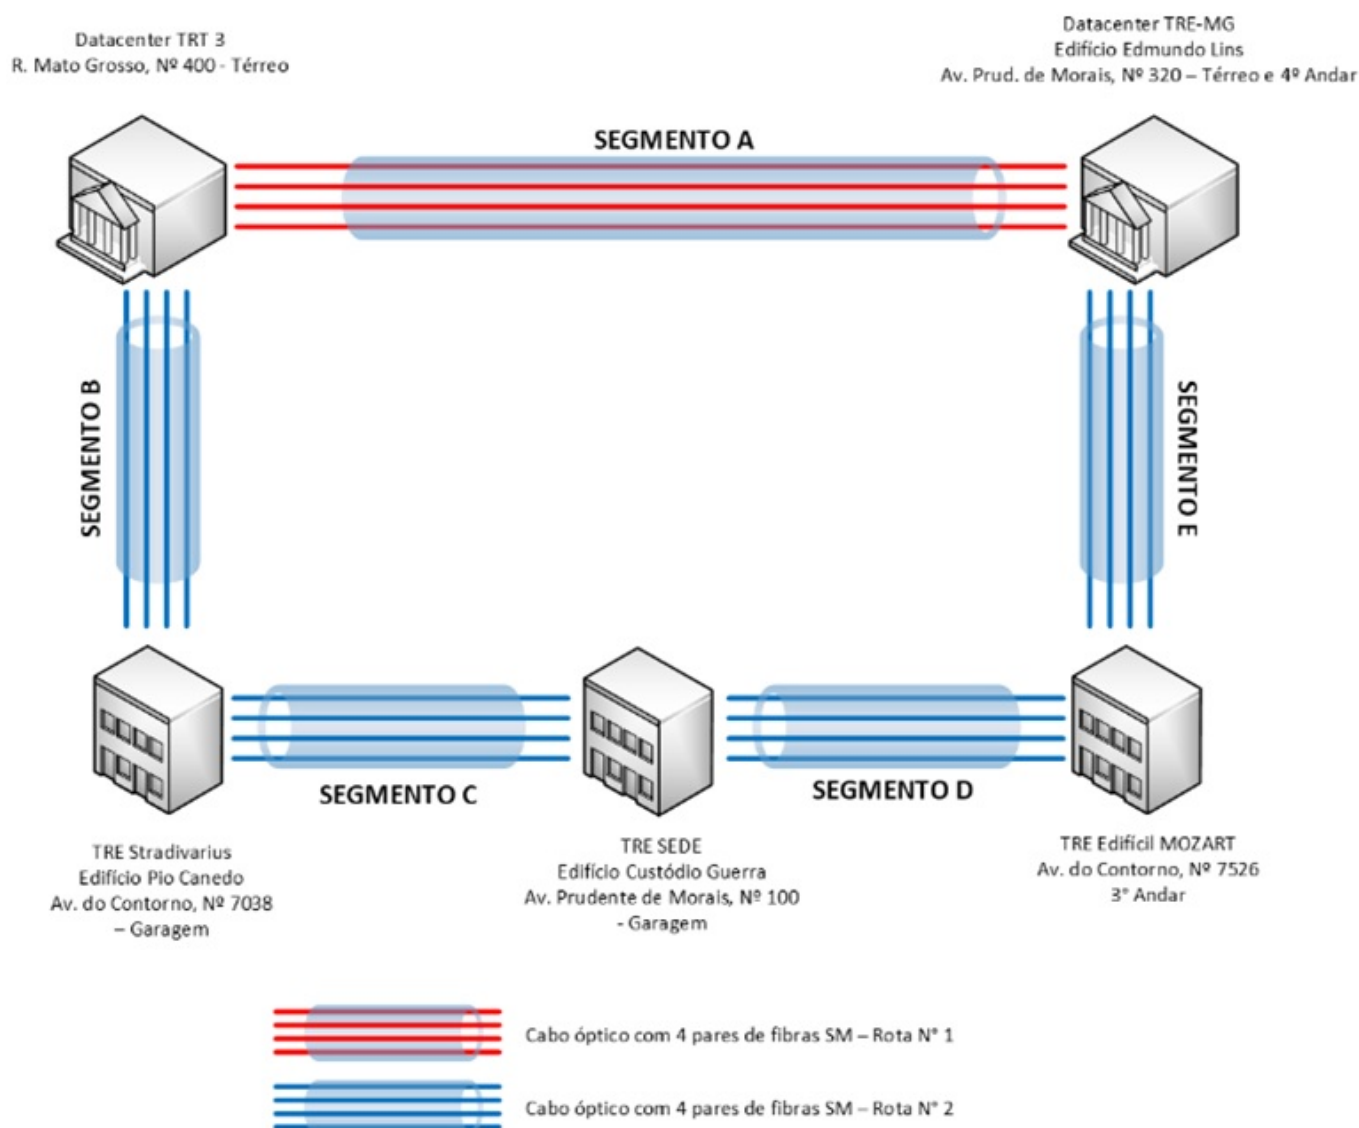 Datacenter TRT 3
R. Mato Grosso, Nº 400 - Térreo
Datacenter TRE-MG
Edifício Edmundo Lins
Av. Prud. de Morais, Nº 320 – Térreo e 4º Andar
SEGMENTO A
SEGMENTO B
SEGMENTO E
SEGMENTO C
SEGMENTO D
TRE Stradivarius
Edifício Pio Canedo
Av. do Contorno, Nº 7038
– Garagem
TRE SEDE
Edifício Custódio Guerra
Av. Prudente de Morais, Nº 100
- Garagem
TRE Edifícil MOZART
Av. do Contorno, Nº 7526
3° Andar
Cabo óptico com 4 pares de fibras SM – Rota N° 1
Cabo óptico com 4 pares de fibras SM – Rota N° 2